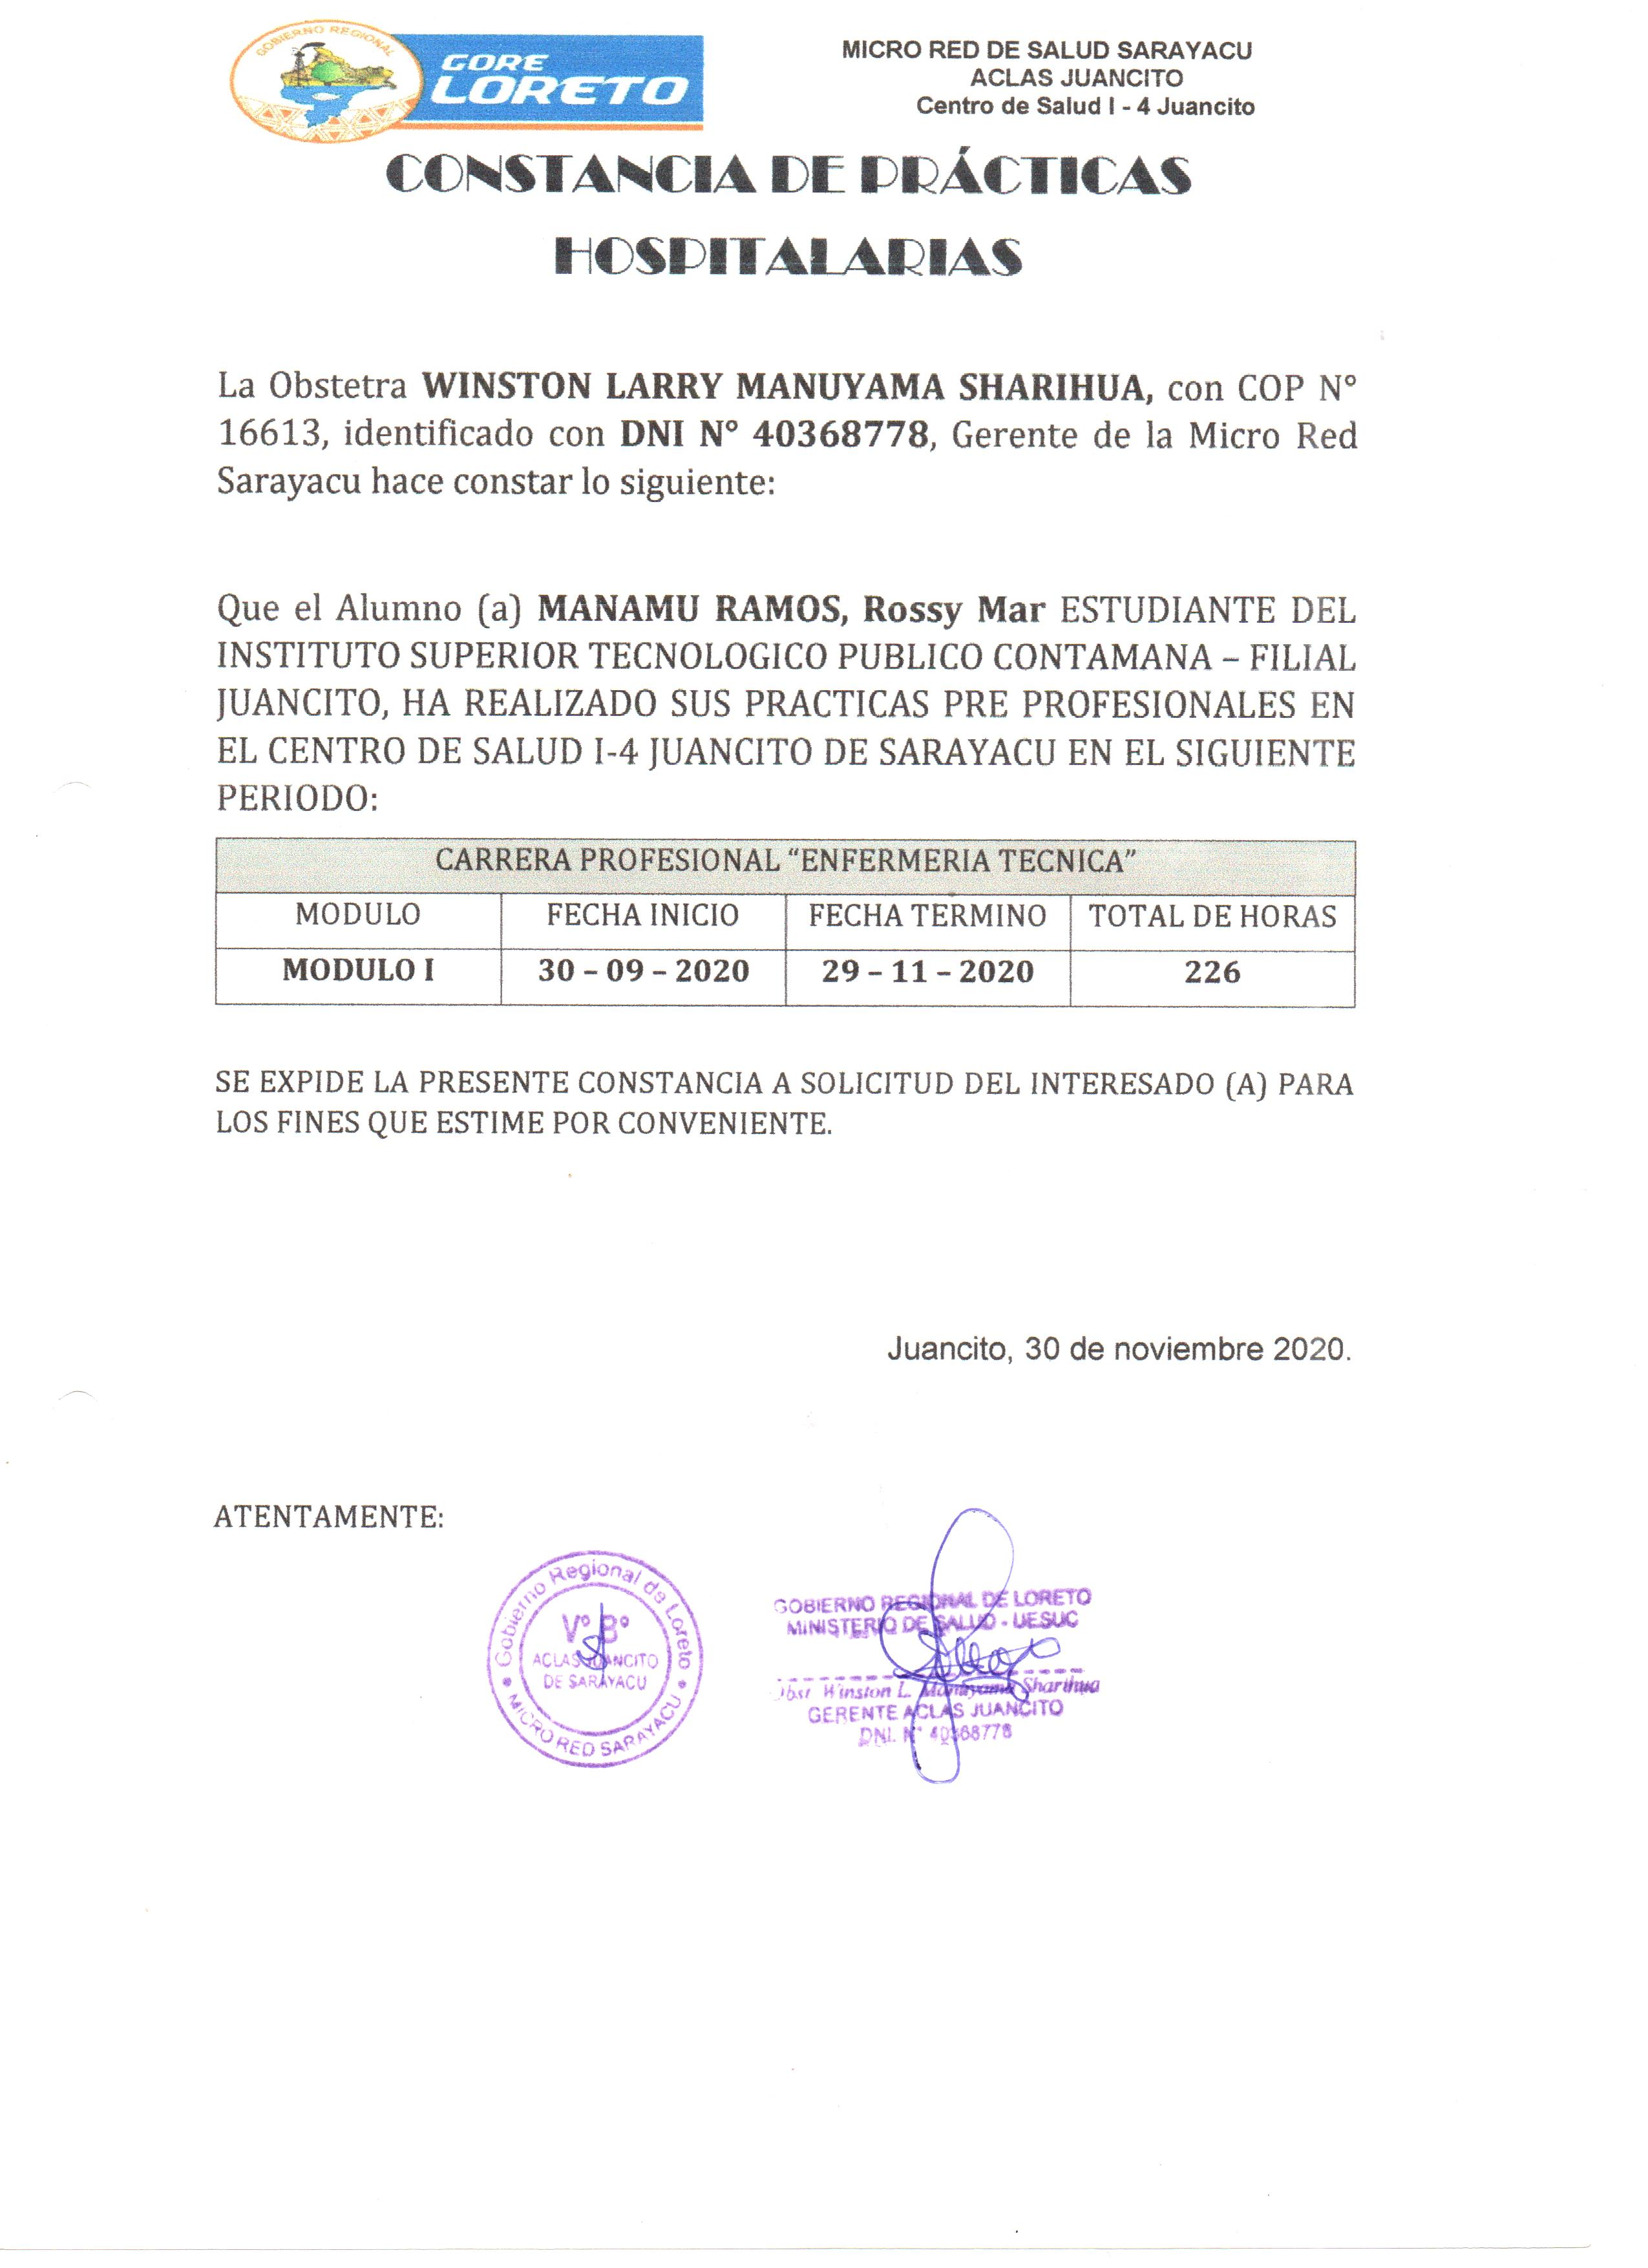 GOBIERNO REGIONAL
GORE
LORETO
MICRO RED DE SALUD SARAYACU
ACLAS JUANCITO
Centro de Salud I - 4 Juancito
CONSTANCIA DE PRÁCTICAS
HOSPITALARIAS
La Obstetra WINSTON LARRY MANUYAMA SHARIHUA, con COP N°
16613, identificado con DNI N° 40368778, Gerente de la Micro Red
Sarayacu hace constar lo siguiente:
Que el Alumno (a) MANAMU RAMOS, Rossy Mar ESTUDIANTE DEL
INSTITUTO SUPERIOR TECNOLOGICO PUBLICO CONTAMANA – FILIAL
JUANCITO, HA REALIZADO SUS PRACTICAS PRE PROFESIONALES EN
EL CENTRO DE SALUD I-4 JUANCITO DE SARAYACU EN EL SIGUIENTE
PERIODO:
CARRERA PROFESIONAL “ENFERMERIA TECNICA”
MODULO FECHA INICIO FECHA TERMINO TOTAL DE HORAS
MODULO I 30 – 09 – 2020 29 – 11 – 2020 226
SE EXPIDE LA PRESENTE CONSTANCIA A SOLICITUD DEL INTERESADO (A) PARA
LOS FINES QUE ESTIME POR CONVENIENTE.
Juancito, 30 de noviembre 2020.
ATENTAMENTE:
Gobierno Regional de Loreto
V° B°
ACLAS JUANCITO
DE SARAYACU
MICRO RED SARAYACU
GOBIERNO REGIONAL DE LORETO
MINISTERIO DE SALUD - UESUC
Obst Winston L. Manuyama Sharihua
GERENTE ACLAS JUANCITO
DNI. N° 40368778